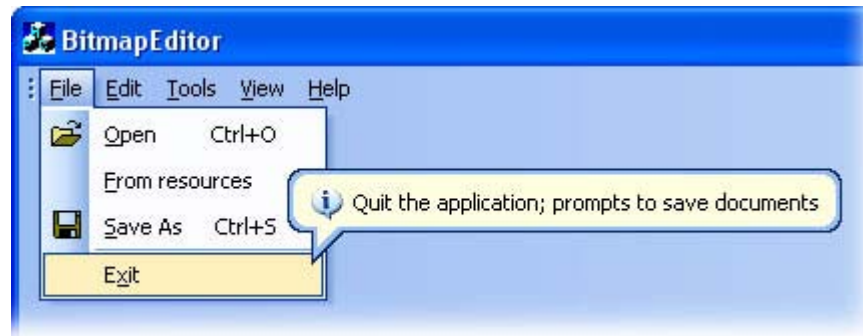 BitmapEditor
File Edit Tools View Help
Open Ctrl+O
From resources
Quit the application; prompts to save documents
Save As Ctrl+S
Exit